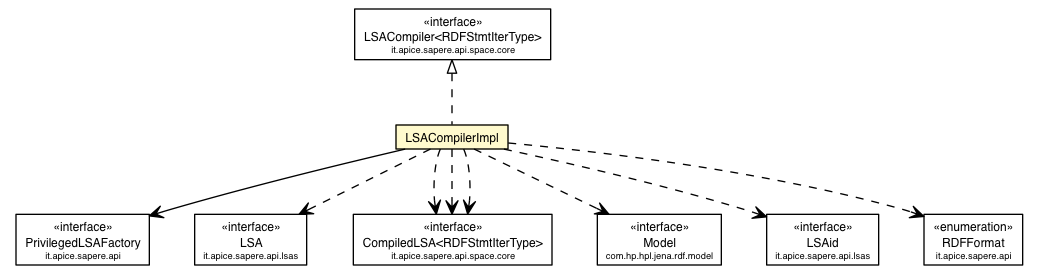 «interface»
LSACompiler<RDFStmtIterType>
it.apice.sapere.api.space.core
LSACompilerImpl
«interface»
PrivilegedLSAFactory
it.apice.sapere.api
«interface»
LSA
it.apice.sapere.api.lsas
«interface»
CompiledLSA<RDFStmtIterType>
it.apice.sapere.api.space.core
«interface»
Model
com.hp.hpl.jena.rdf.model
«interface»
LSAid
it.apice.sapere.api.lsas
«enumeration»
RDFFormat
it.apice.sapere.api